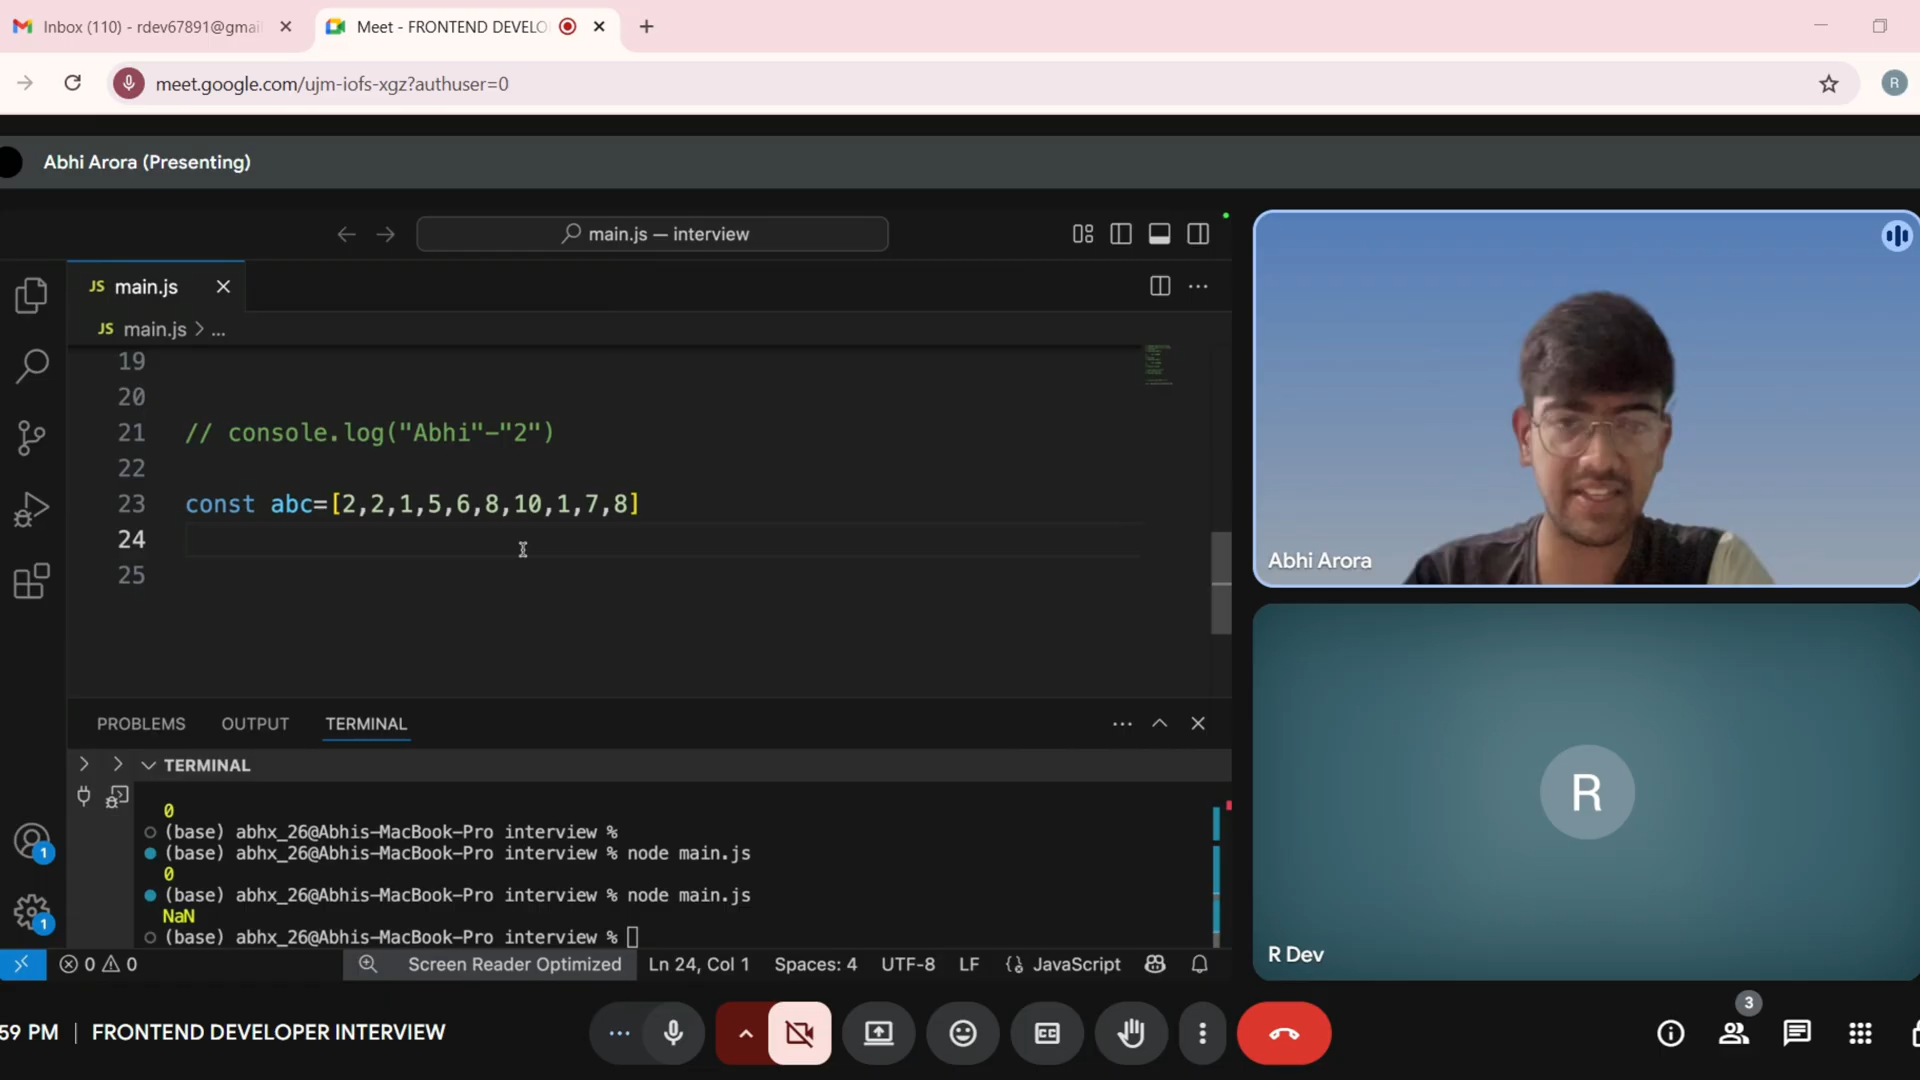 Inbox (110) - rdev67891@gmai
Meet - FRONTEND DEVELO
meet.google.com/ujm-iofs-xgz?authuser=0
R
Abhi Arora (Presenting)
main.js — interview
JS main.js
JS main.js > ...
19
20
21 // console.log("Abhi"-"2")
22
23 const abc=[2,2,1,5,6,8,10,1,7,8]
24
25
PROBLEMS OUTPUT TERMINAL
TERMINAL
0
(base) abhx_26@Abhis-MacBook-Pro interview %
(base) abhx_26@Abhis-MacBook-Pro interview % node main.js
0
(base) abhx_26@Abhis-MacBook-Pro interview % node main.js
NaN
(base) abhx_26@Abhis-MacBook-Pro interview %
1
1
0 0 Screen Reader Optimized Ln 24, Col 1 Spaces: 4 UTF-8 LF {} JavaScript
Abhi Arora
R
R Dev
:59 PM | FRONTEND DEVELOPER INTERVIEW
CC
3